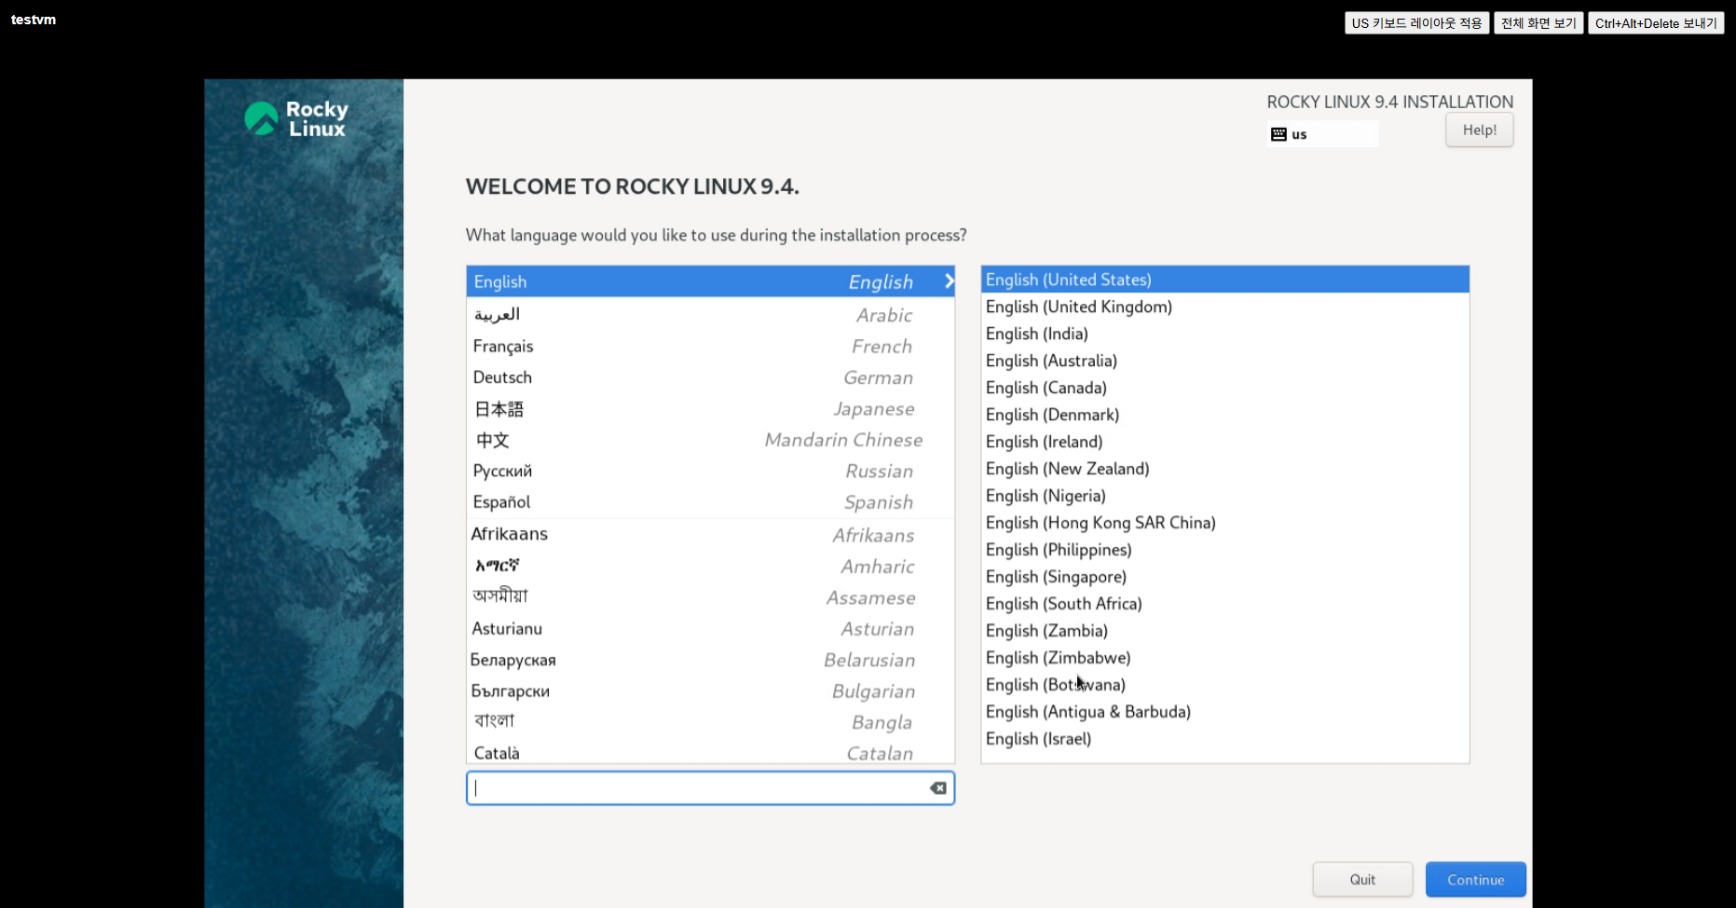 testvm
US 키보드 레이아웃 적용 전체 화면 보기 Ctrl+Alt+Delete 보내기
Rocky
Linux
ROCKY LINUX 9.4 INSTALLATION
us
Help!
WELCOME TO ROCKY LINUX 9.4.
What language would you like to use during the installation process?
English English
العربية Arabic
Français French
Deutsch German
日本語 Japanese
中文 Mandarin Chinese
Русский Russian
Español Spanish
Afrikaans Afrikaans
አማርኛ Amharic
অসমীয়া Assamese
Asturianu Asturian
Беларуская Belarusian
Български Bulgarian
বাংলা Bangla
Català Catalan
English (United States)
English (United Kingdom)
English (India)
English (Australia)
English (Canada)
English (Denmark)
English (Ireland)
English (New Zealand)
English (Nigeria)
English (Hong Kong SAR China)
English (Philippines)
English (Singapore)
English (South Africa)
English (Zambia)
English (Zimbabwe)
English (Botswana)
English (Antigua & Barbuda)
English (Israel)
Quit
Continue